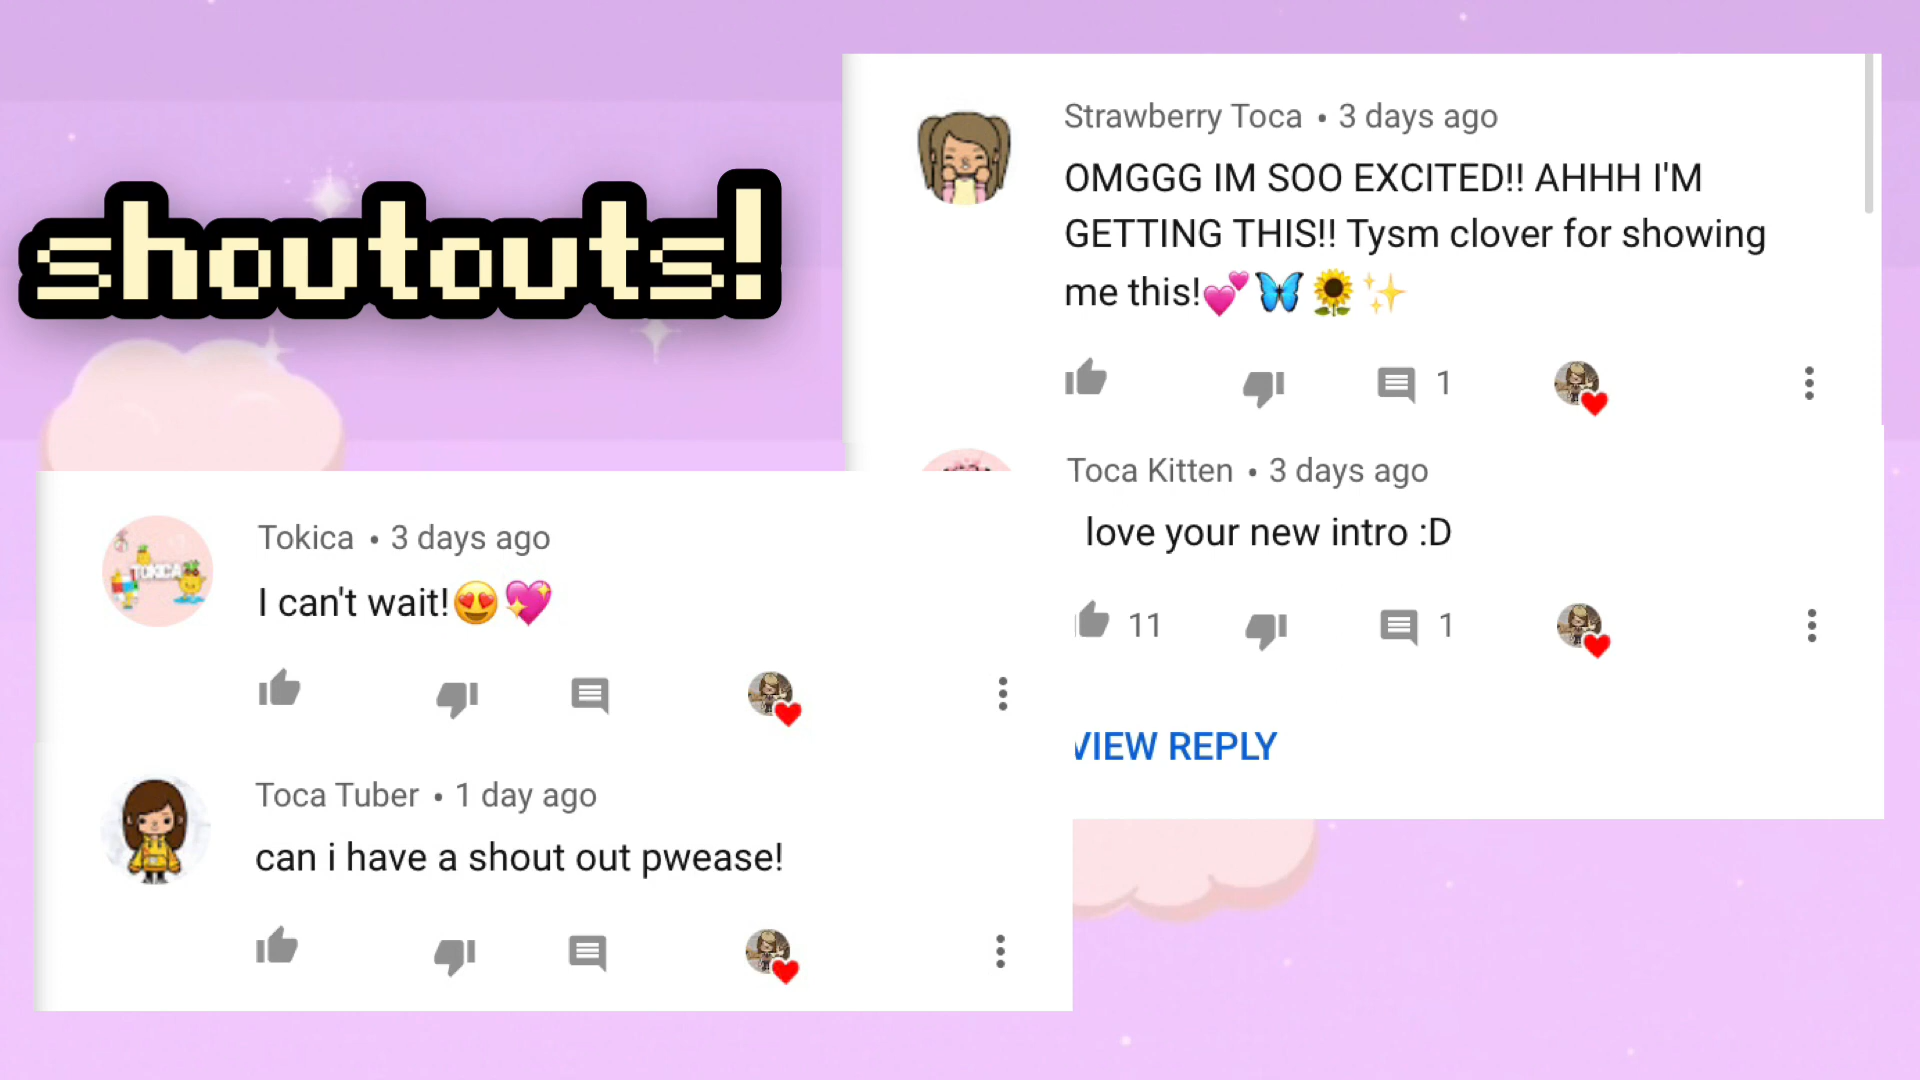 shoutouts!
Strawberry Toca • 3 days ago
OMGGG IM SOO EXCITED!! AHHH I'M
GETTING THIS!! Tysm clover for showing
me this!💕🦋🌻✨
1
Toca Kitten • 3 days ago
love your new intro :D
11 1
VIEW REPLY
TOKICA
Tokica • 3 days ago
I can't wait!😍💖
Toca Tuber • 1 day ago
can i have a shout out pwease!